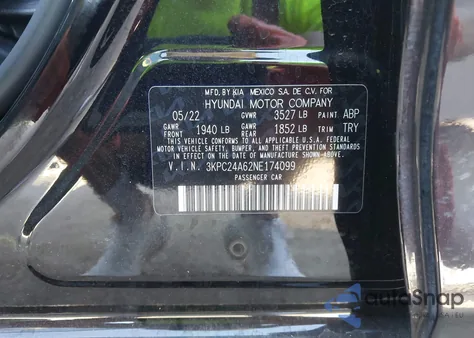 MFD. BY KIA MEXICO S.A. DE C.V. FOR
HYUNDAI MOTOR COMPANY
05/22 GVWR 3527 LB PAINT ABP
GAWR FRONT 1940 LB GAWR REAR 1852 LB TRIM TRY
THIS VEHICLE CONFORMS TO ALL APPLICABLE U.S.A. FEDERAL
MOTOR VEHICLE SAFETY, BUMPER, AND THEFT PREVENTION
STANDARDS IN EFFECT ON THE DATE OF MANUFACTURE SHOWN ABOVE.
V.I.N. 3KPC24A62NE174099
PASSENGER CAR
autoSnap